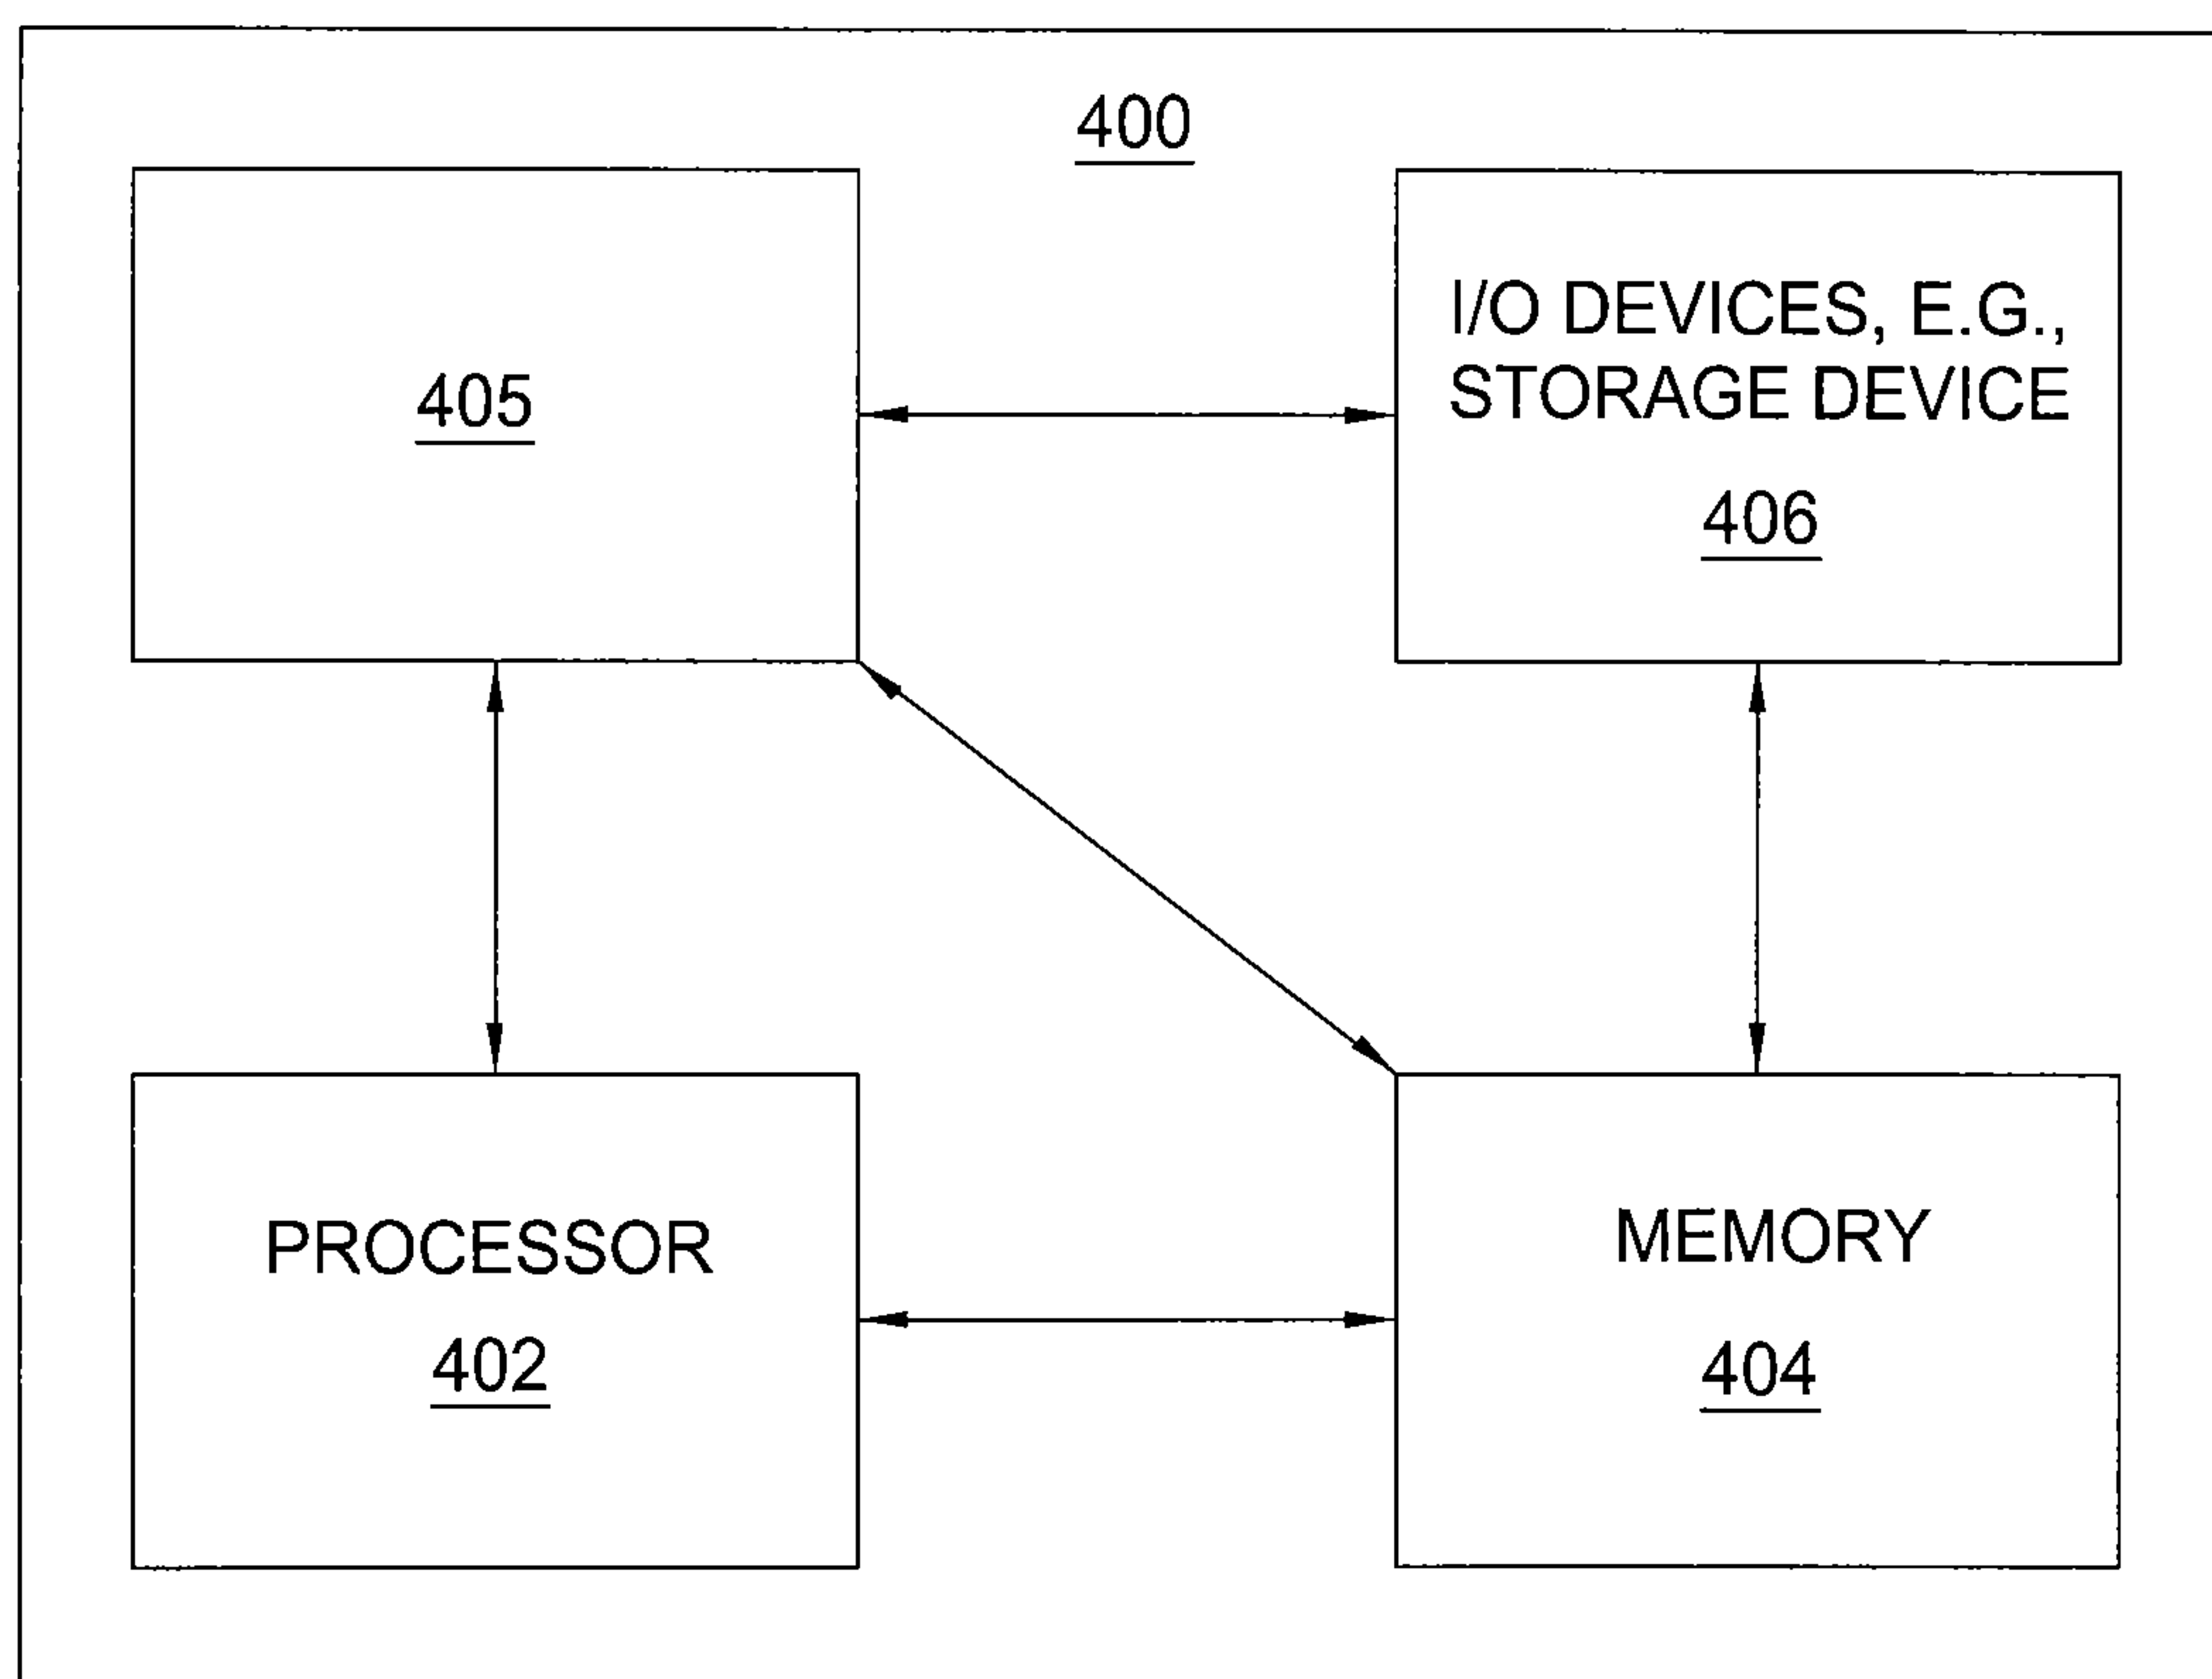 400
405
I/O DEVICES, E.G.,
STORAGE DEVICE
406
PROCESSOR
402
MEMORY
404